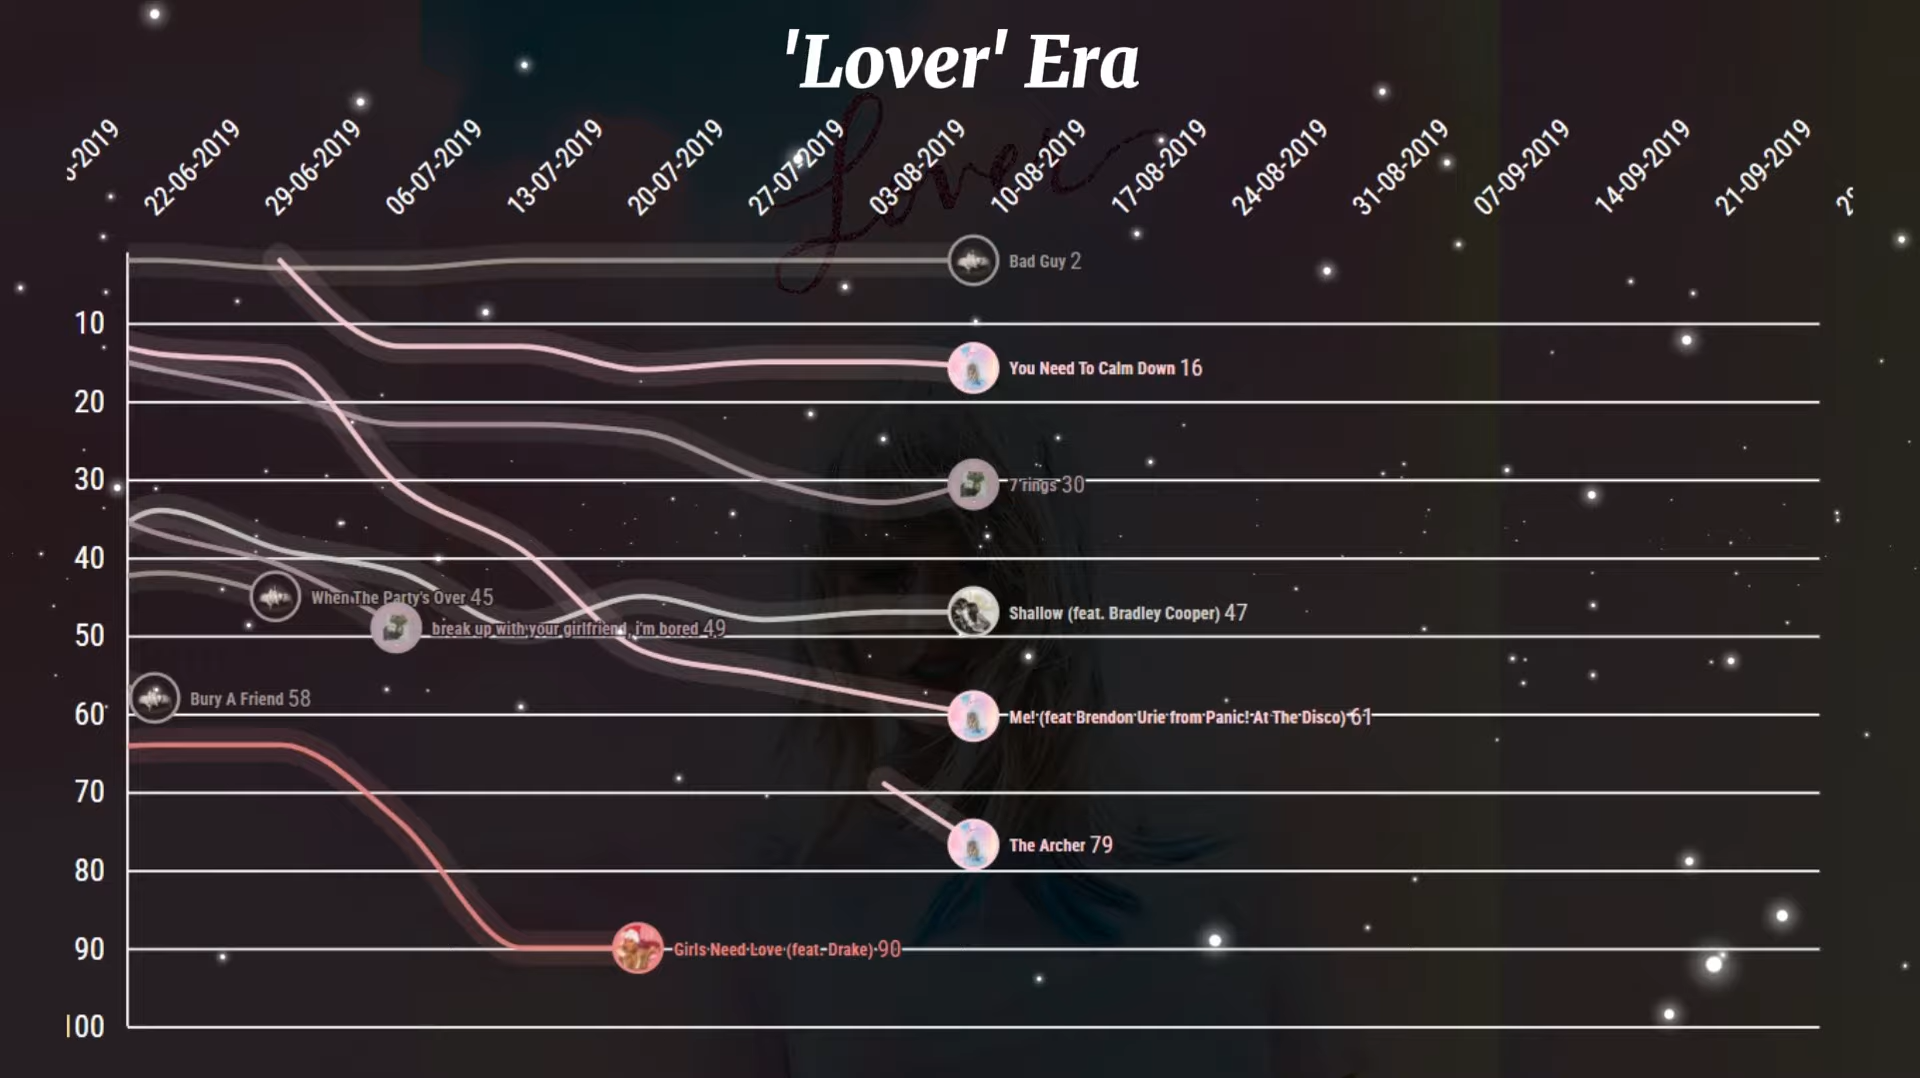 'Lover' Era
-2019
22-06-2019
29-06-2019
06-07-2019
13-07-2019
20-07-2019
27-07-2019
03-08-2019
10-08-2019
17-08-2019
24-08-2019
31-08-2019
07-09-2019
14-09-2019
21-09-2019
Lover
Bad Guy 2
10
You Need To Calm Down 16
20
30
7 rings 30
40
When The Party's Over 45
Shallow (feat. Bradley Cooper) 47
break up with your girlfriend, i'm bored 49
50
Bury A Friend 58
60
Me! (feat Brendon Urie from Panic! At The Disco) 61
70
The Archer 79
80
90
Girls Need Love (feat. Drake) 90
00